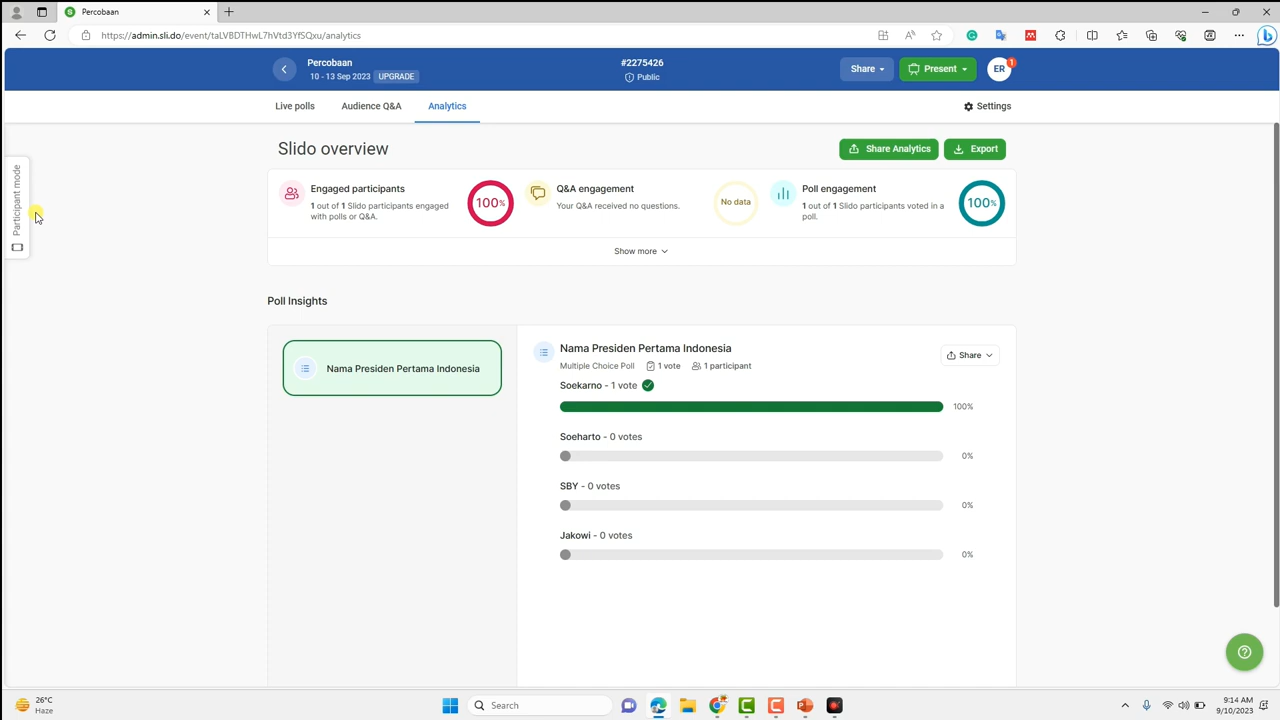 Percobaan
https://admin.sli.do/event/taLVBDTHwL7hVtd3YfSQxu/analytics
Percobaan
10 - 13 Sep 2023 UPGRADE
#2275426
Public
Share
Present
ER
1
Live polls
Audience Q&A
Analytics
Settings
Slido overview
Share Analytics
Export
Participant mode
Engaged participants
1 out of 1 Slido participants engaged
with polls or Q&A.
100%
Q&A engagement
Your Q&A received no questions.
No data
Poll engagement
1 out of 1 Slido participants voted in a
poll.
100%
Show more
Poll Insights
Nama Presiden Pertama Indonesia
Nama Presiden Pertama Indonesia
Multiple Choice Poll 1 vote 1 participant
Share
Soekarno - 1 vote
100%
Soeharto - 0 votes
0%
SBY - 0 votes
0%
Jakowi - 0 votes
0%
26°C
Haze
Search
9:14 AM
9/10/2023